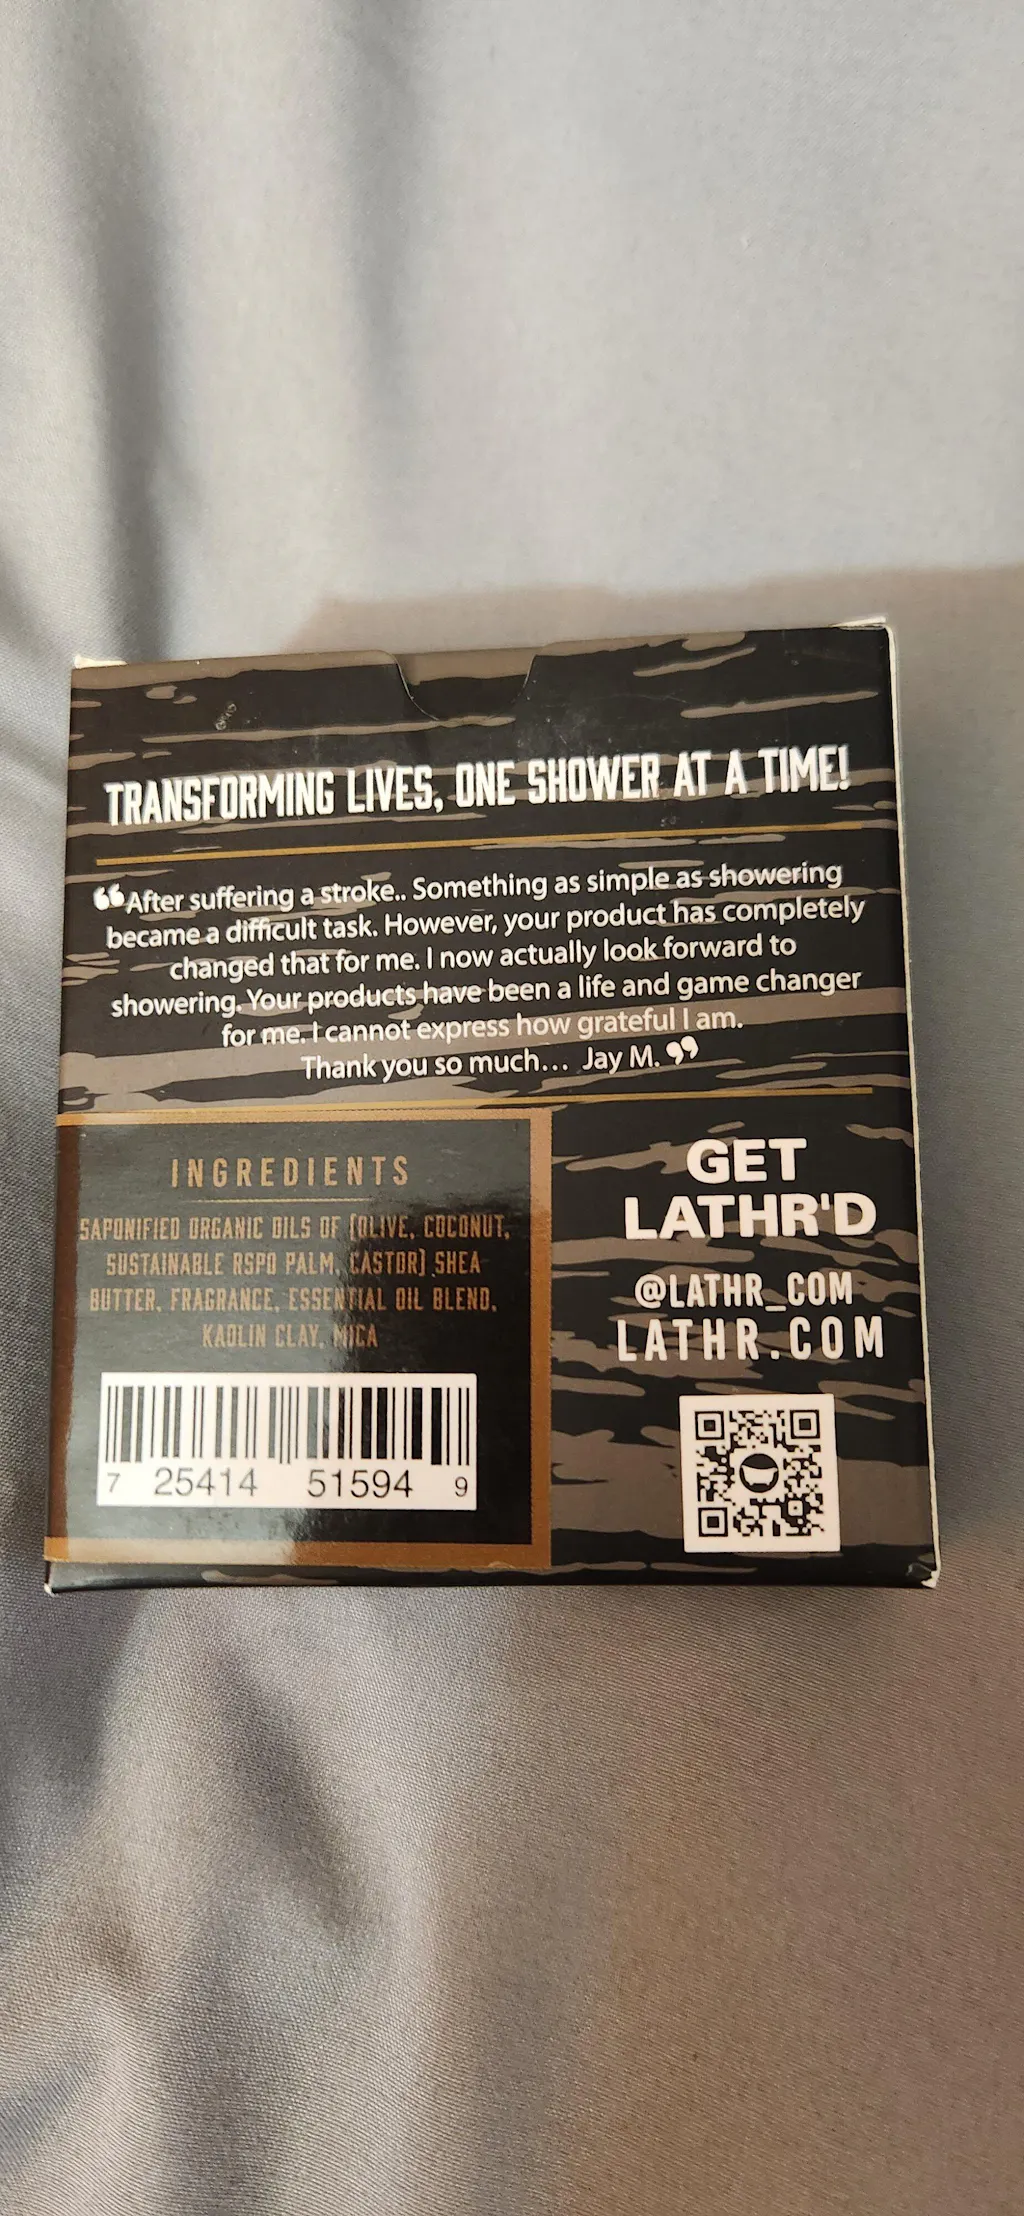 TRANSFORMING LIVES, ONE SHOWER AT A TIME!
“After suffering a stroke.. Something as simple as showering
became a difficult task. However, your product has completely
changed that for me. I now actually look forward to
showering. Your products have been a life and game changer
for me. I cannot express how grateful I am.
Thank you so much... Jay M.”
INGREDIENTS
SAPONIFIED ORGANIC OILS OF (OLIVE, COCONUT,
SUSTAINABLE RSPO PALM, CASTOR) SHEA
BUTTER, FRAGRANCE, ESSENTIAL OIL BLEND,
KAOLIN CLAY, MICA
7 25414 51594 9
GET
LATHR'D
@LATHR_COM
LATHR.COM